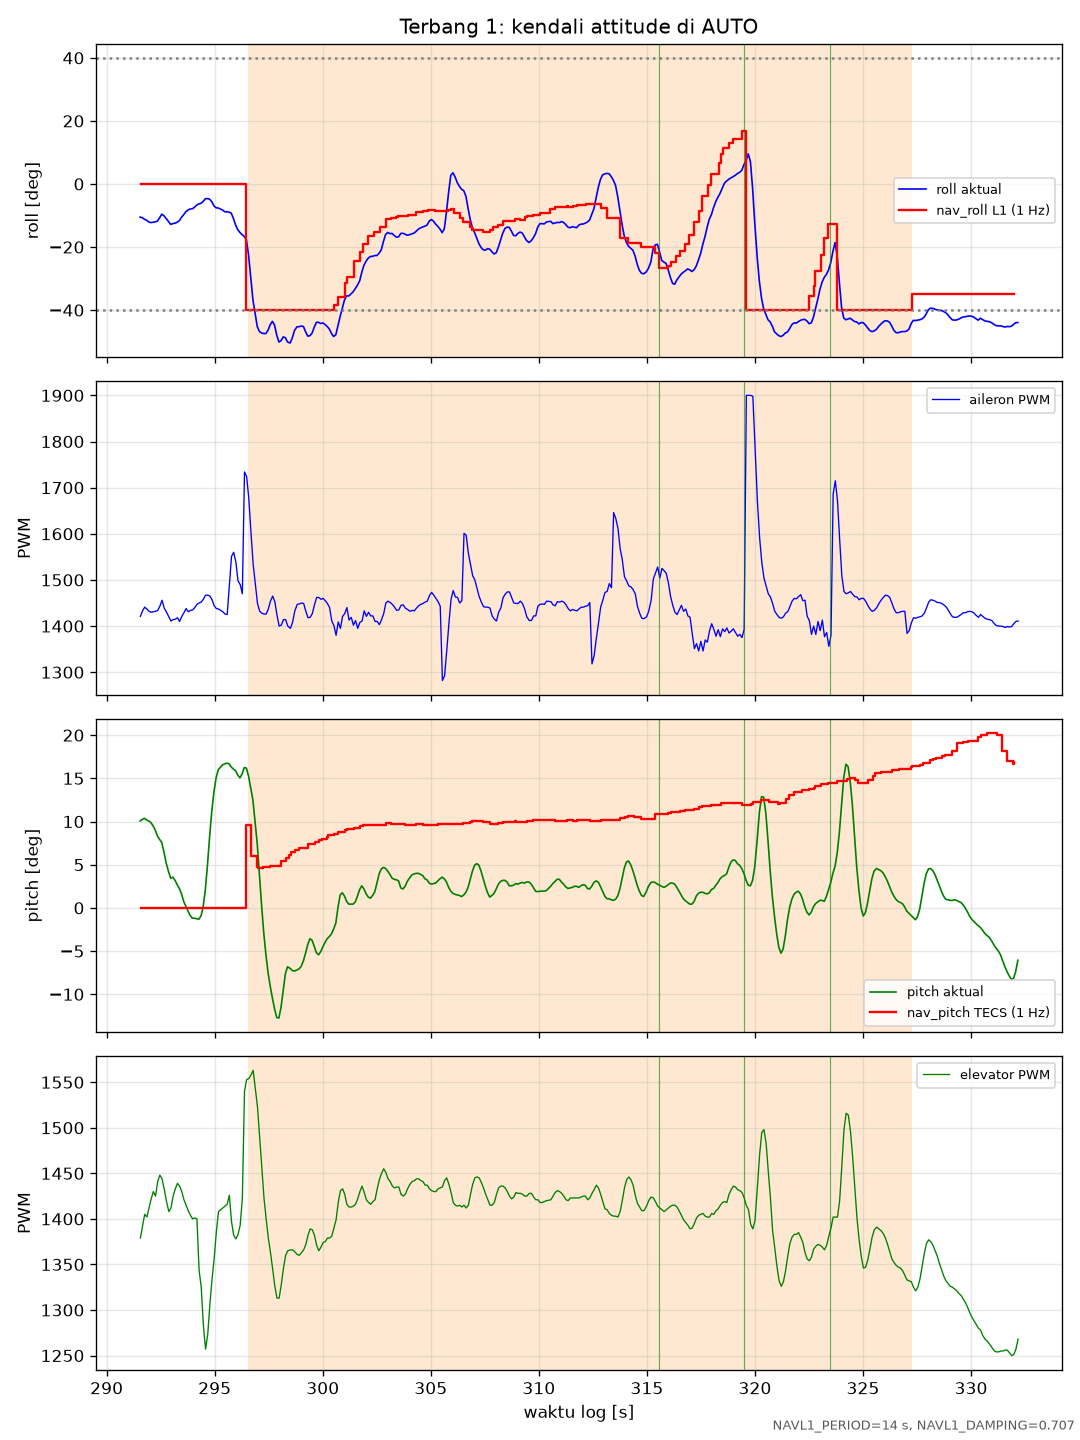 Terbang 1: kendali attitude di AUTO
40
20
0
−20
−40
roll [deg]
roll aktual
nav_roll L1 (1 Hz)
1900
1800
1700
1600
1500
1400
1300
PWM
aileron PWM
20
15
10
5
0
−5
−10
pitch [deg]
pitch aktual
nav_pitch TECS (1 Hz)
1550
1500
1450
1400
1350
1300
1250
PWM
elevator PWM
290 295 300 305 310 315 320 325 330
waktu log [s]
NAVL1_PERIOD=14 s, NAVL1_DAMPING=0.707